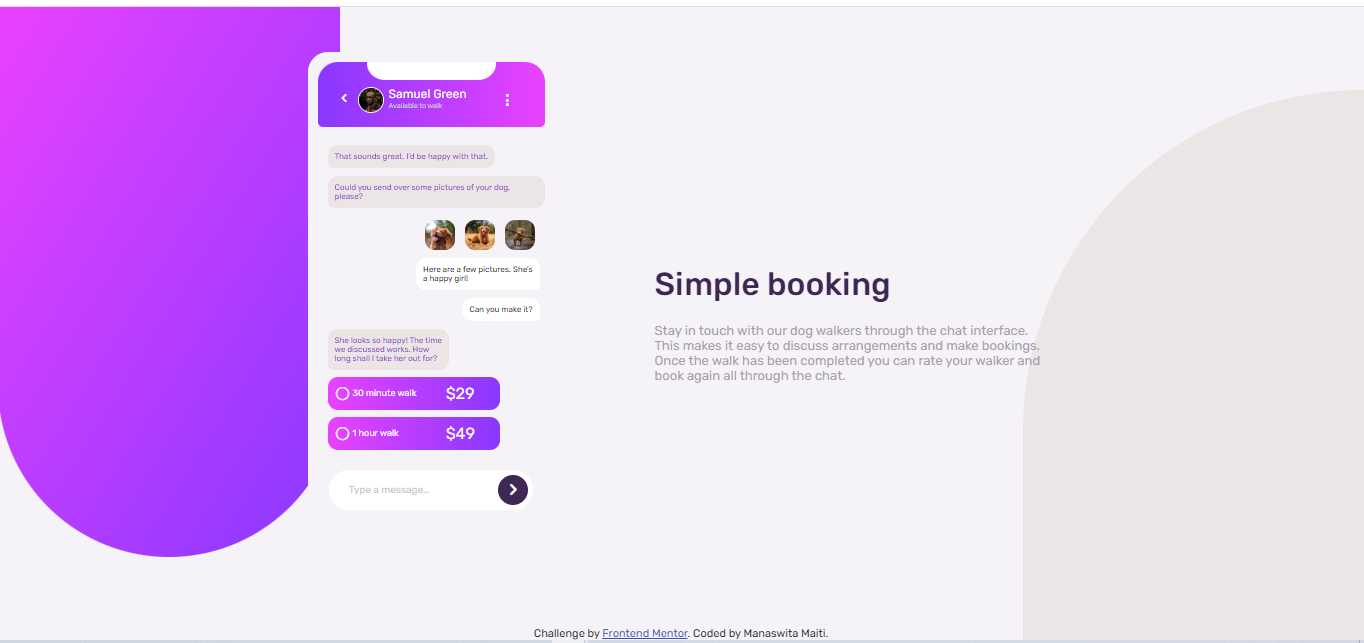 Samuel Green
Available to walk
That sounds great. I'd be happy with that.
Could you send over some pictures of your dog,
please?
Here are a few pictures. She's
a happy girl!
Can you make it?
She looks so happy! The time
we discussed works. How
long shall I take her out for?
30 minute walk $29
1 hour walk $49
Type a message…
Simple booking
Stay in touch with our dog walkers through the chat interface.
This makes it easy to discuss arrangements and make bookings.
Once the walk has been completed you can rate your walker and
book again all through the chat.
Challenge by Frontend Mentor. Coded by Manaswita Maiti.